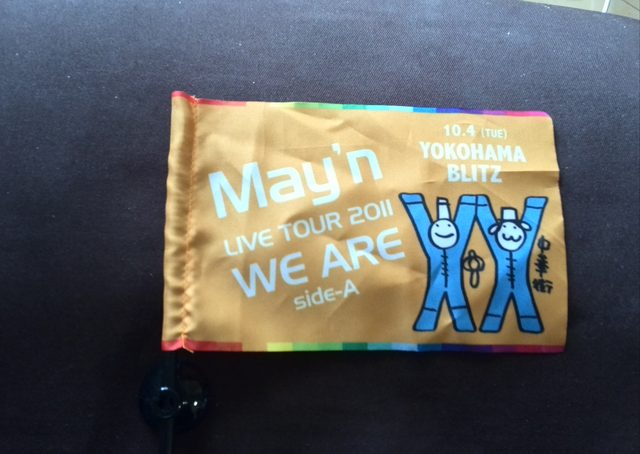 May'n
LIVE TOUR 2011
WE ARE
side-A
10.4 (TUE)
YOKOHAMA
BLITZ
中華街